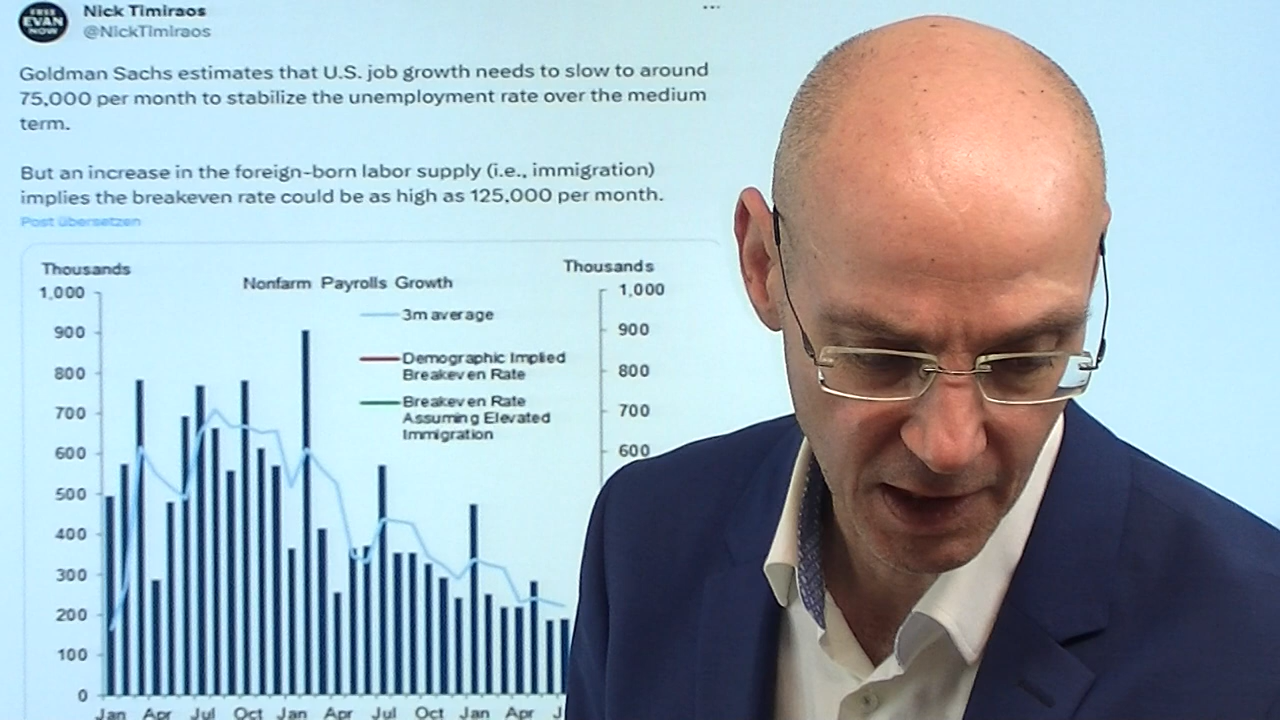 FREE
EVAN
NOW
Nick Timiraos
@NickTimiraos
...
Goldman Sachs estimates that U.S. job growth needs to slow to around
75,000 per month to stabilize the unemployment rate over the medium
term.
But an increase in the foreign-born labor supply (i.e., immigration)
implies the breakeven rate could be as high as 125,000 per month.
Post übersetzen
Thousands
Thousands
Nonfarm Payrolls Growth
1,000
900
800
700
600
500
400
300
200
100
0
1,000
900
800
700
600
3m average
Demographic Implied
Breakeven Rate
Breakeven Rate
Assuming Elevated
Immigration
Jan Apr Jul Oct Jan Apr Jul Oct Jan Apr J